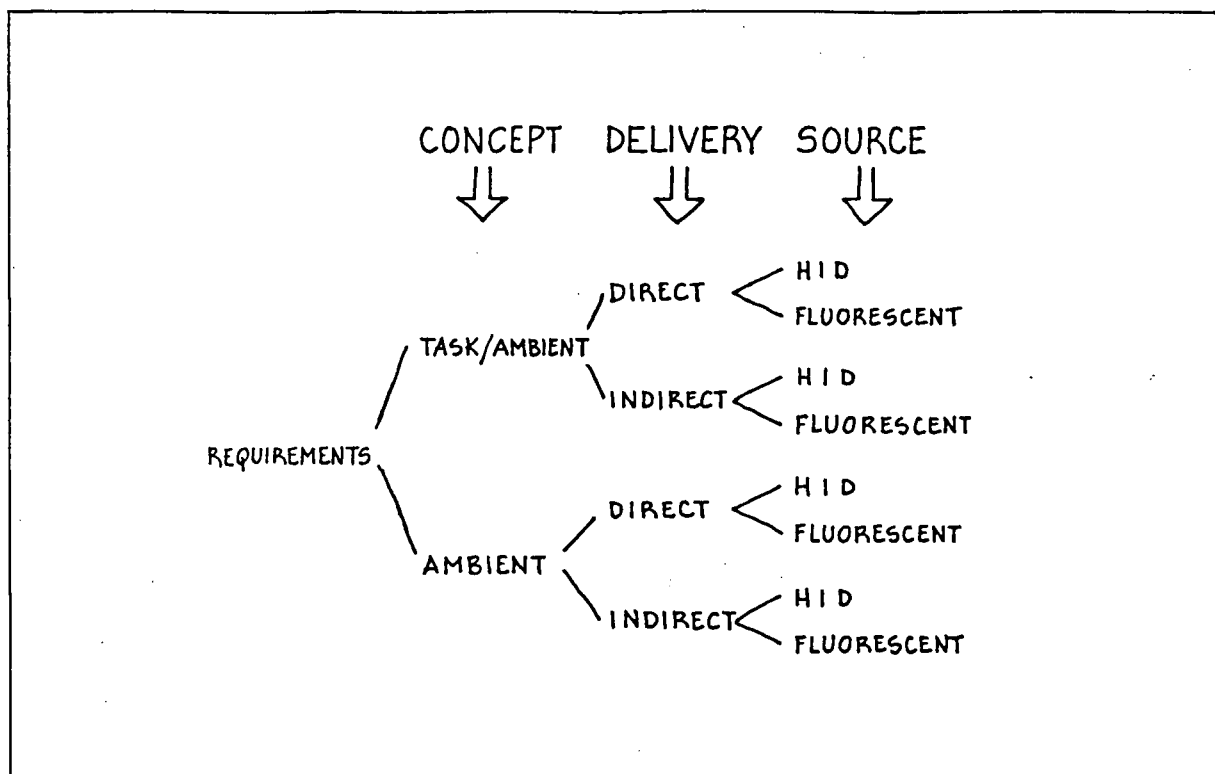 CONCEPT DELIVERY SOURCE
HID
DIRECT
FLUORESCENT
TASK/AMBIENT
HID
INDIRECT
FLUORESCENT
REQUIREMENTS
HID
DIRECT
FLUORESCENT
AMBIENT
HID
INDIRECT
FLUORESCENT